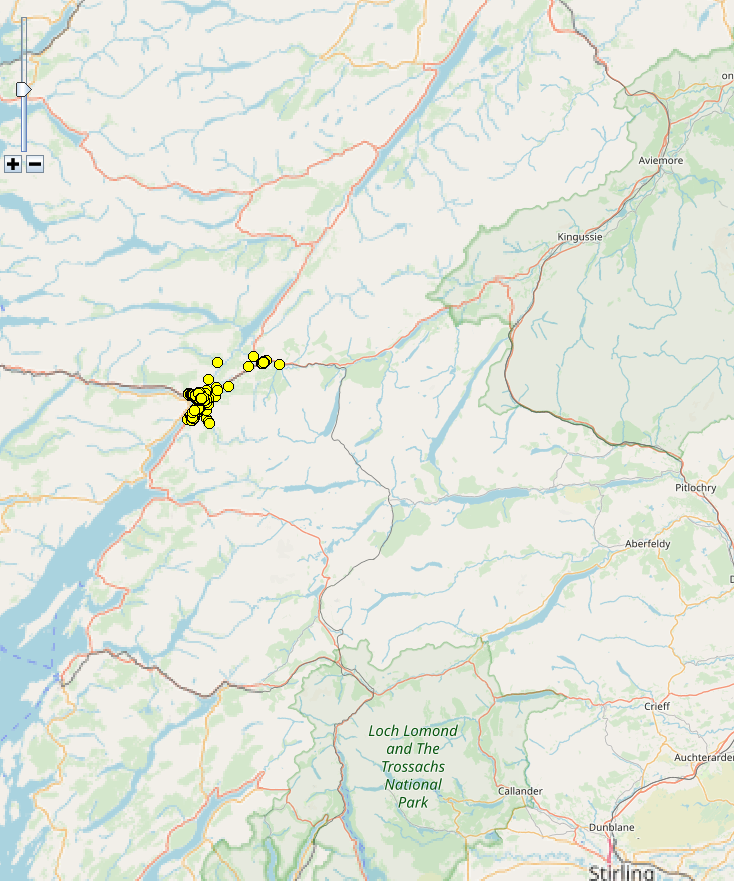 on
Aviemore
Kingussie
Pitlochry
Aberfeldy
D
Crieff
Loch Lomond
and The
Trossachs
National
Park
Auchterarder
Callander
Dunblane
Stirling